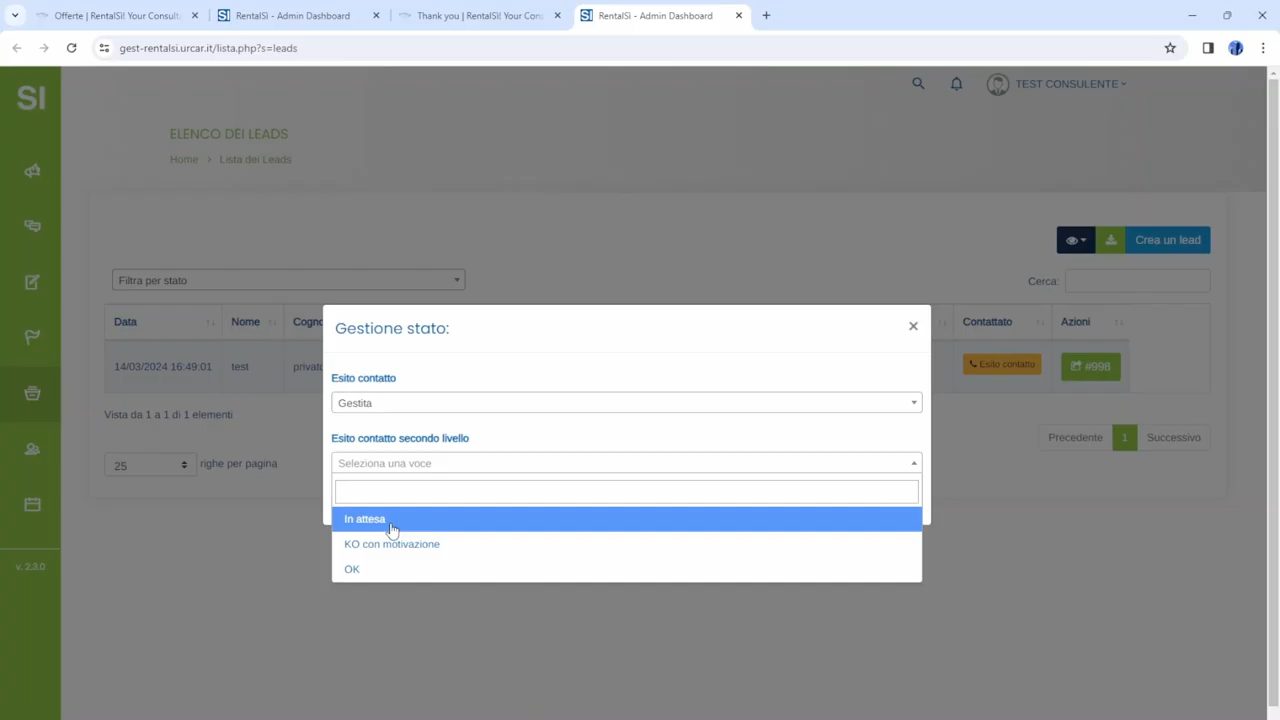 Offerte | RentalSì! Your Consult.
RentalSì - Admin Dashboard
Thank you | RentalSì! Your Cons
RentalSì - Admin Dashboard
gest-rentalsi.urcar.it/lista.php?s=leads
SI
TEST CONSULENTE
ELENCO DEI LEADS
Home > Lista dei Leads
Crea un lead
Filtra per stato
Cerca:
Data Nome Cogno Contattato Azioni
14/03/2024 16:49:01 test privato Esito contatto #998
Vista da 1 a 1 di 1 elementi
Precedente 1 Successivo
25 righe per pagina
Gestione stato:
Esito contatto
Gestita
Esito contatto secondo livello
Seleziona una voce
In attesa
KO con motivazione
OK
v. 2.3.0